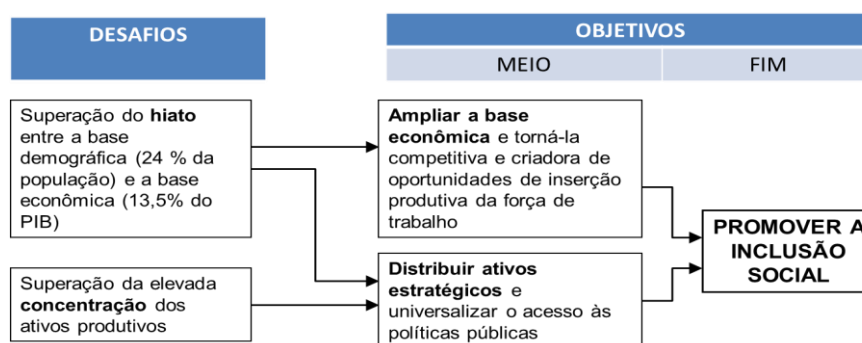 DESAFIOS
OBJETIVOS
MEIO
FIM
Superação do hiato
entre a base
demográfica (24 % da
população) e a base
econômica (13,5% do
PIB)
Ampliar a base
econômica e torná-la
competitiva e criadora de
oportunidades de inserção
produtiva da força de
trabalho
Superação da elevada
concentração dos
ativos produtivos
Distribuir ativos
estratégicos e
universalizar o acesso às
políticas públicas
PROMOVER A
INCLUSÃO
SOCIAL